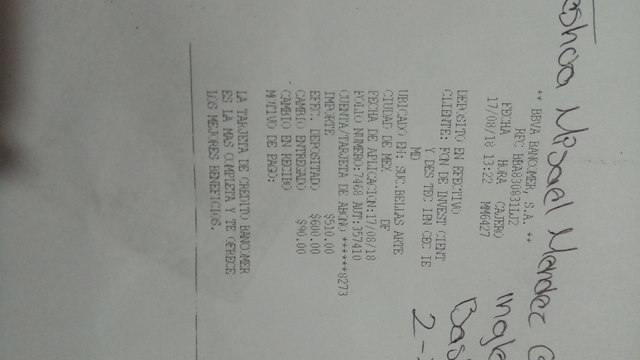 Misael Mendez
** BBVA BANCOMER, S.A. **
RFC BBA830831LJ2
FECHA HORA CAJERO
17/08/18 13:22 MM6427
DEPOSITO EN EFECTIVO
CLIENTE: FON DE INVEST CIENT
Y DES TEC IPN CEC IE
MD
UBICADO EN: SUC.BELLAS ARTE
CIUDAD DE MEX DF
FECHA DE APLICACION:17/08/18
FOLIO NUMERO:7468 AUT:357410
CUENTA/TARJETA DE ABONO ******8273
IMPORTE $510.00
EFEC. DEPOSITADO $600.00
CAMBIO ENTREGADO $90.00
CAMBIO EN RECIBO
MOTIVO DE PAGO:
LA TARJETA DE CREDITO BANCOMER
ES LA MAS COMPLETA Y TE OFRECE
LOS MEJORES BENEFICIOS.